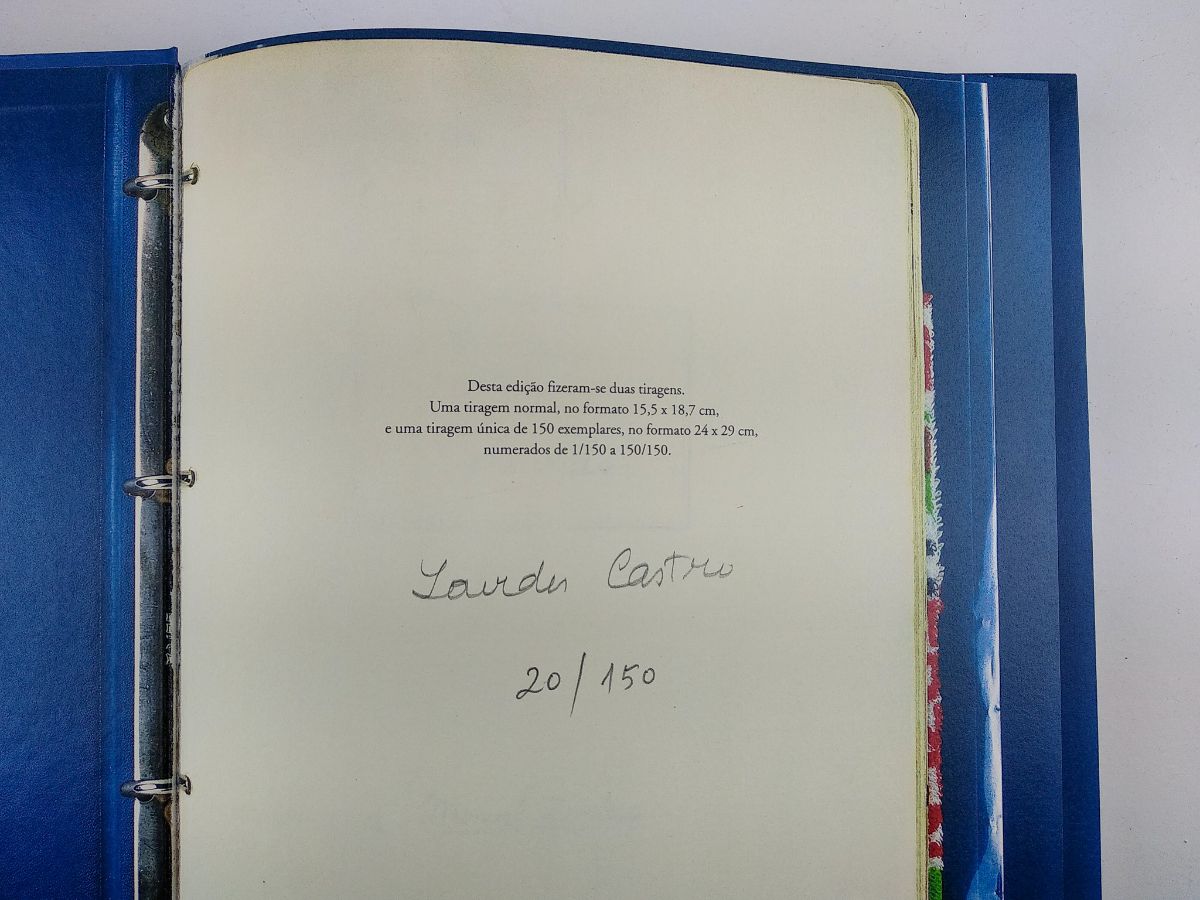 Desta edição fizeram-se duas tiragens.
Uma tiragem normal, no formato 15,5 x 18,7 cm,
e uma tiragem única de 150 exemplares, no formato 24 x 29 cm,
numerados de 1/150 a 150/150.
Lourdes Castro
20/150